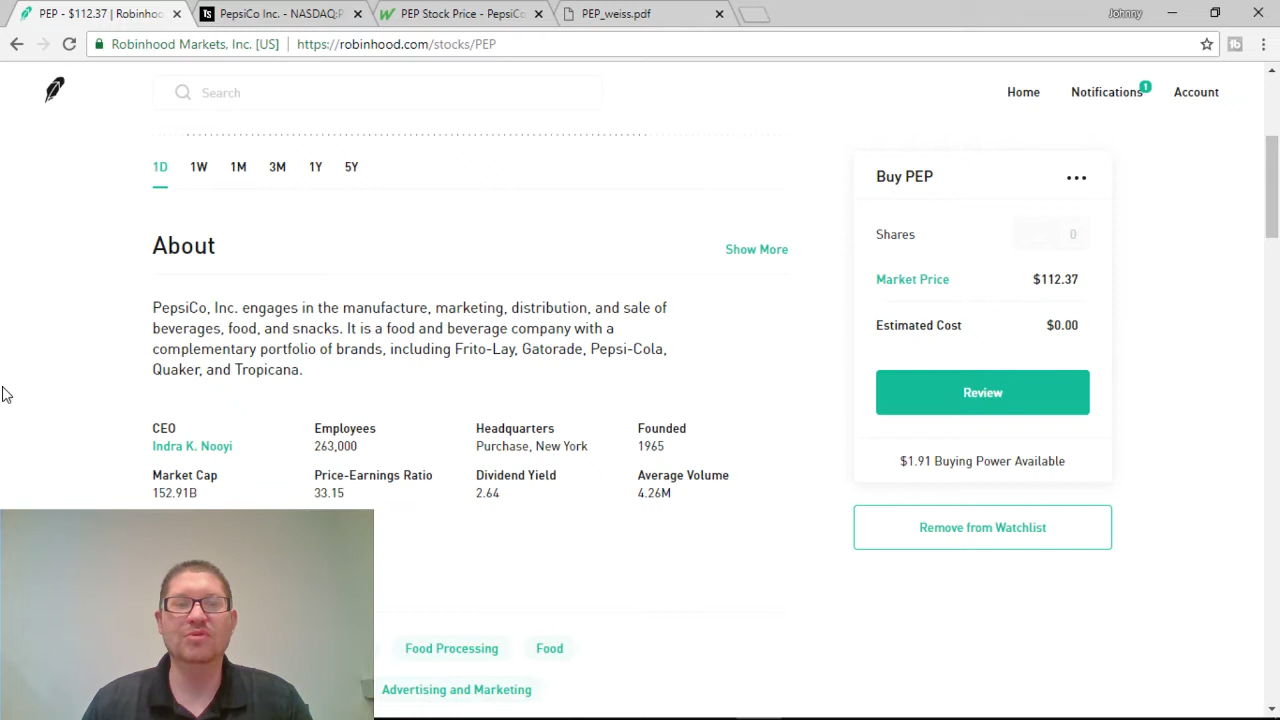 PEP - $112.37 | Robinho
PepsiCo Inc. - NASDAQ:P
PEP Stock Price - PepsiC
PEP_weiss.pdf
Johnny
Robinhood Markets, Inc. [US]
https://robinhood.com/stocks/PEP
Search
Home
Notifications
1
Account
1D 1W 1M 3M 1Y 5Y
About
Show More
PepsiCo, Inc. engages in the manufacture, marketing, distribution, and sale of
beverages, food, and snacks. It is a food and beverage company with a
complementary portfolio of brands, including Frito-Lay, Gatorade, Pepsi-Cola,
Quaker, and Tropicana.
CEO Employees Headquarters Founded
Indra K. Nooyi 263,000 Purchase, New York 1965
Market Cap Price-Earnings Ratio Dividend Yield Average Volume
152.91B 33.15 2.64 4.26M
Food Processing Food
Advertising and Marketing
Buy PEP
Shares 0
Market Price $112.37
Estimated Cost $0.00
Review
$1.91 Buying Power Available
Remove from Watchlist